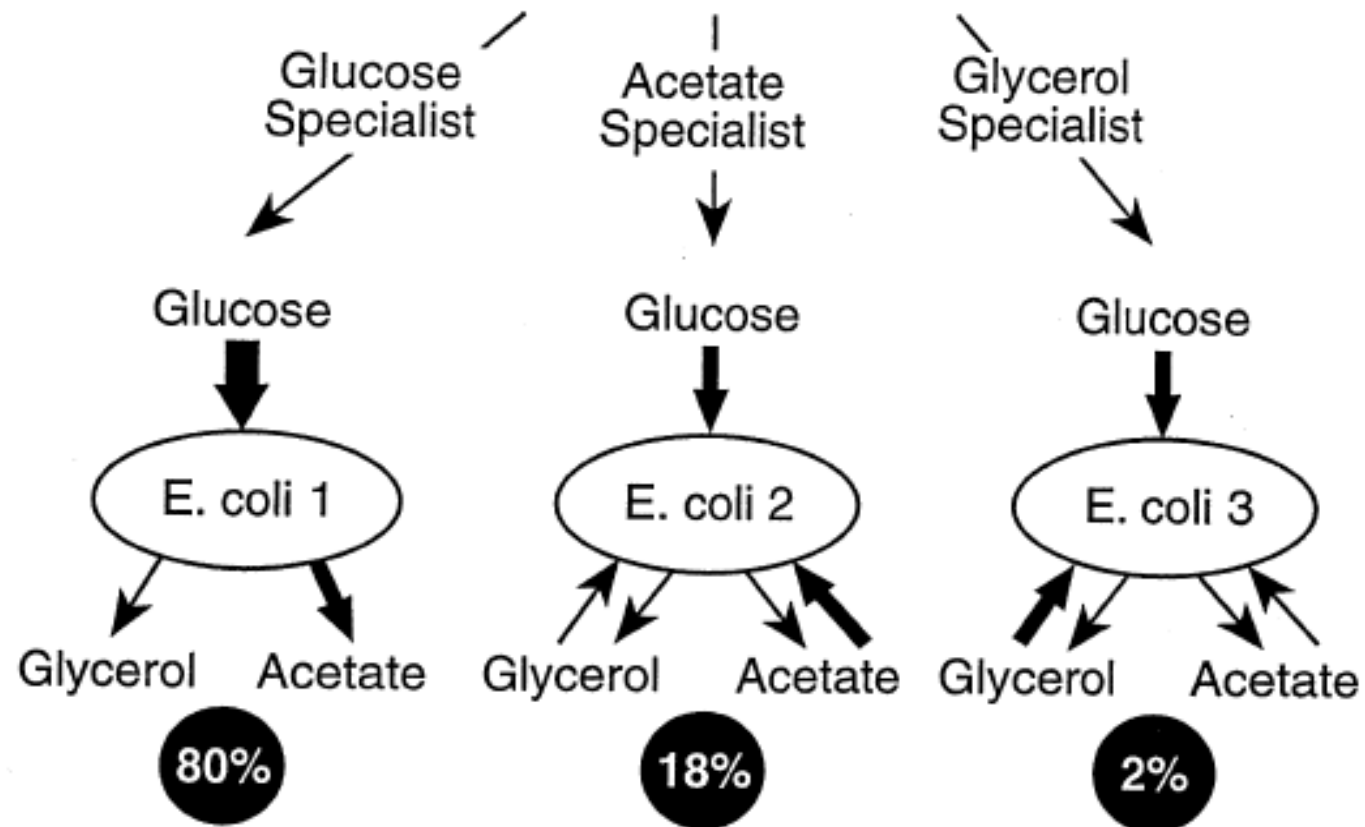 Glucose
Specialist
Acetate
Specialist
Glycerol
Specialist
Glucose
Glucose
Glucose
E. coli 1
E. coli 2
E. coli 3
Glycerol
Acetate
Glycerol
Acetate
Glycerol
Acetate
80%
18%
2%